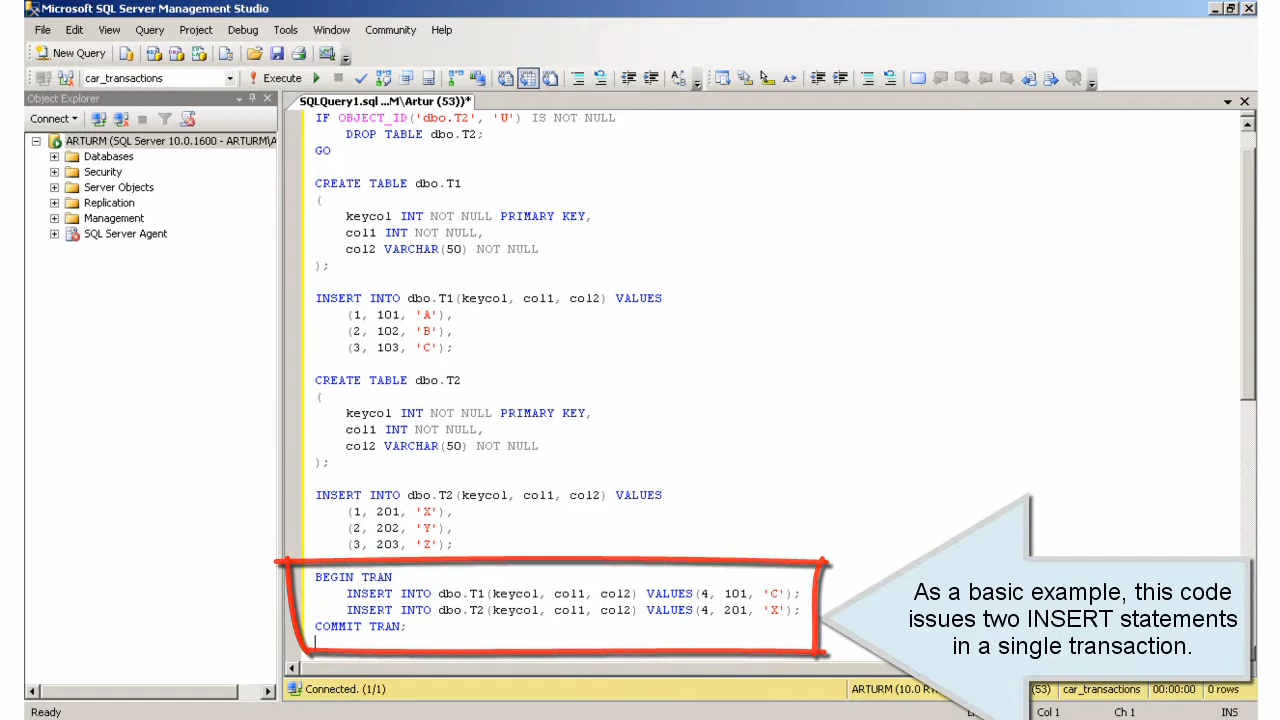 Microsoft SQL Server Management Studio
File Edit View Query Project Debug Tools Window Community Help
New Query
car_transactions Execute
Object Explorer
Connect
ARTURM (SQL Server 10.0.1600 - ARTURM\A
Databases
Security
Server Objects
Replication
Management
SQL Server Agent
SQLQuery1.sql ...M\Artur (53))*
IF OBJECT_ID('dbo.T2', 'U') IS NOT NULL
DROP TABLE dbo.T2;
GO
CREATE TABLE dbo.T1
(
keycol INT NOT NULL PRIMARY KEY,
col1 INT NOT NULL,
col2 VARCHAR(50) NOT NULL
);
INSERT INTO dbo.T1(keycol, col1, col2) VALUES
(1, 101, 'A'),
(2, 102, 'B'),
(3, 103, 'C');
CREATE TABLE dbo.T2
(
keycol INT NOT NULL PRIMARY KEY,
col1 INT NOT NULL,
col2 VARCHAR(50) NOT NULL
);
INSERT INTO dbo.T2(keycol, col1, col2) VALUES
(1, 201, 'X'),
(2, 202, 'Y'),
(3, 203, 'Z');
BEGIN TRAN
INSERT INTO dbo.T1(keycol, col1, col2) VALUES(4, 101, 'C');
INSERT INTO dbo.T2(keycol, col1, col2) VALUES(4, 201, 'X');
COMMIT TRAN;
As a basic example, this code
issues two INSERT statements
in a single transaction.
Connected. (1/1) ARTURM (10.0 (53) car_transactions 00:00:00 0 rows
Ready Col 1 Ch 1 INS